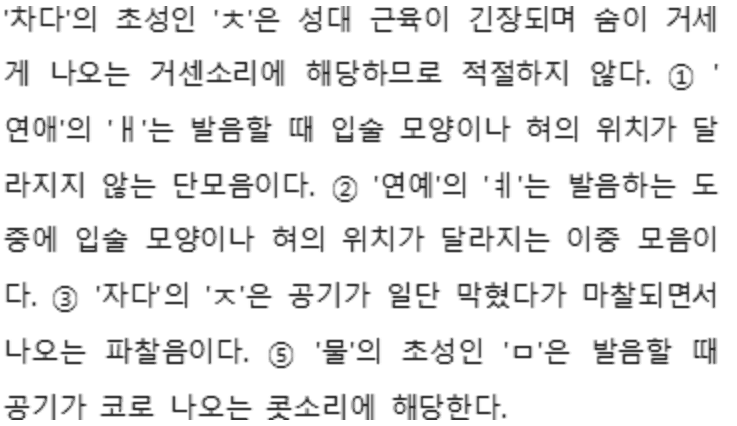 '차다'의 초성인 'ㅊ'은 성대 근육이 긴장되며 숨이 거세
게 나오는 거센소리에 해당하므로 적절하지 않다. ① '
연애'의 'ㅐ'는 발음할 때 입술 모양이나 혀의 위치가 달
라지지 않는 단모음이다. ② '연예'의 'ㅖ'는 발음하는 도
중에 입술 모양이나 혀의 위치가 달라지는 이중 모음이
다. ③ '자다'의 'ㅈ'은 공기가 일단 막혔다가 마찰되면서
나오는 파찰음이다. ⑤ '물'의 초성인 'ㅁ'은 발음할 때
공기가 코로 나오는 콧소리에 해당한다.